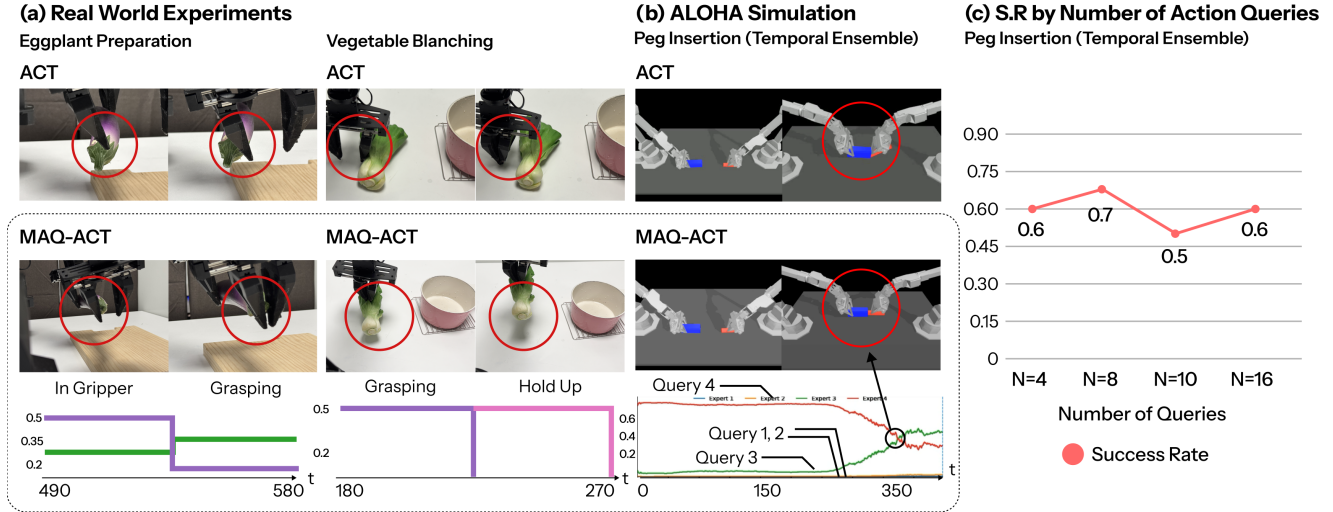 (a) Real World Experiments
Eggplant Preparation
Vegetable Blanching
ACT
ACT
MAQ-ACT
MAQ-ACT
In Gripper
Grasping
Grasping
Hold Up
0.5
0.35
0.2
490
580
t
0.5
0.2
180
270
t
(b) ALOHA Simulation
Peg Insertion (Temporal Ensemble)
ACT
MAQ-ACT
Query 4
Expert 1
Expert 2
Expert 3
Expert 4
Query 1, 2
Query 3
0.6
0.4
0.2
0
150
350
t
(c) S.R by Number of Action Queries
Peg Insertion (Temporal Ensemble)
0.90
0.75
0.60
0.45
0.30
0.15
0
0.6
0.7
0.5
0.6
N=4
N=8
N=10
N=16
Number of Queries
Success Rate